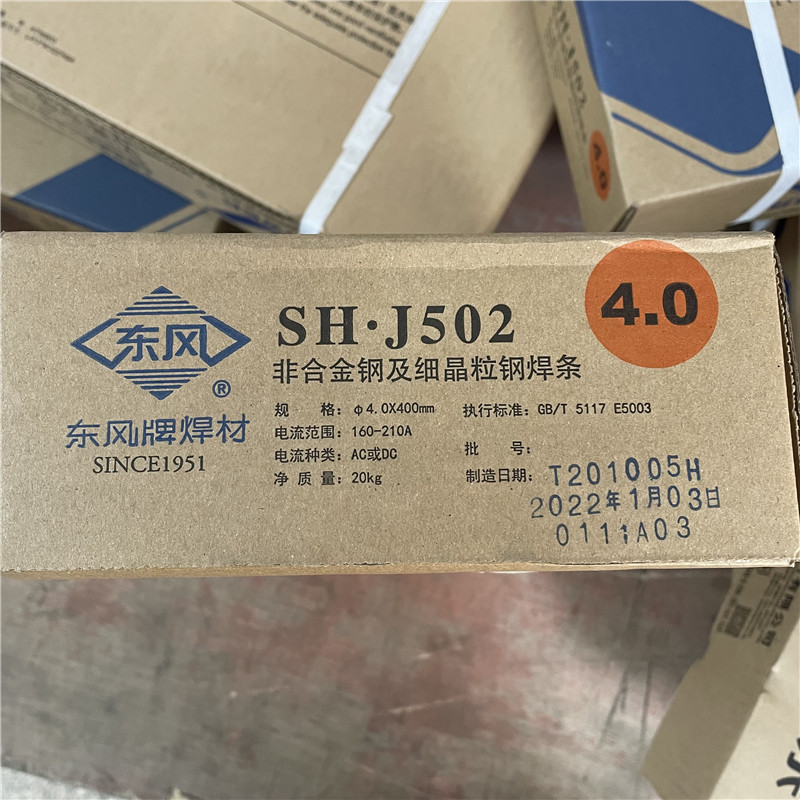 SH·J502
4.0
东风
®
东风牌焊材
SINCE1951
SH·J502
4.0
非合金钢及细晶粒钢焊条
规 格: φ4.0X400mm
执行标准: GB/T 5117 E5003
电流范围: 160-210A
批 号:
电流种类: AC或DC
制造日期:
净 质 量: 20kg
T201005H
2022年1月03日
0111A03